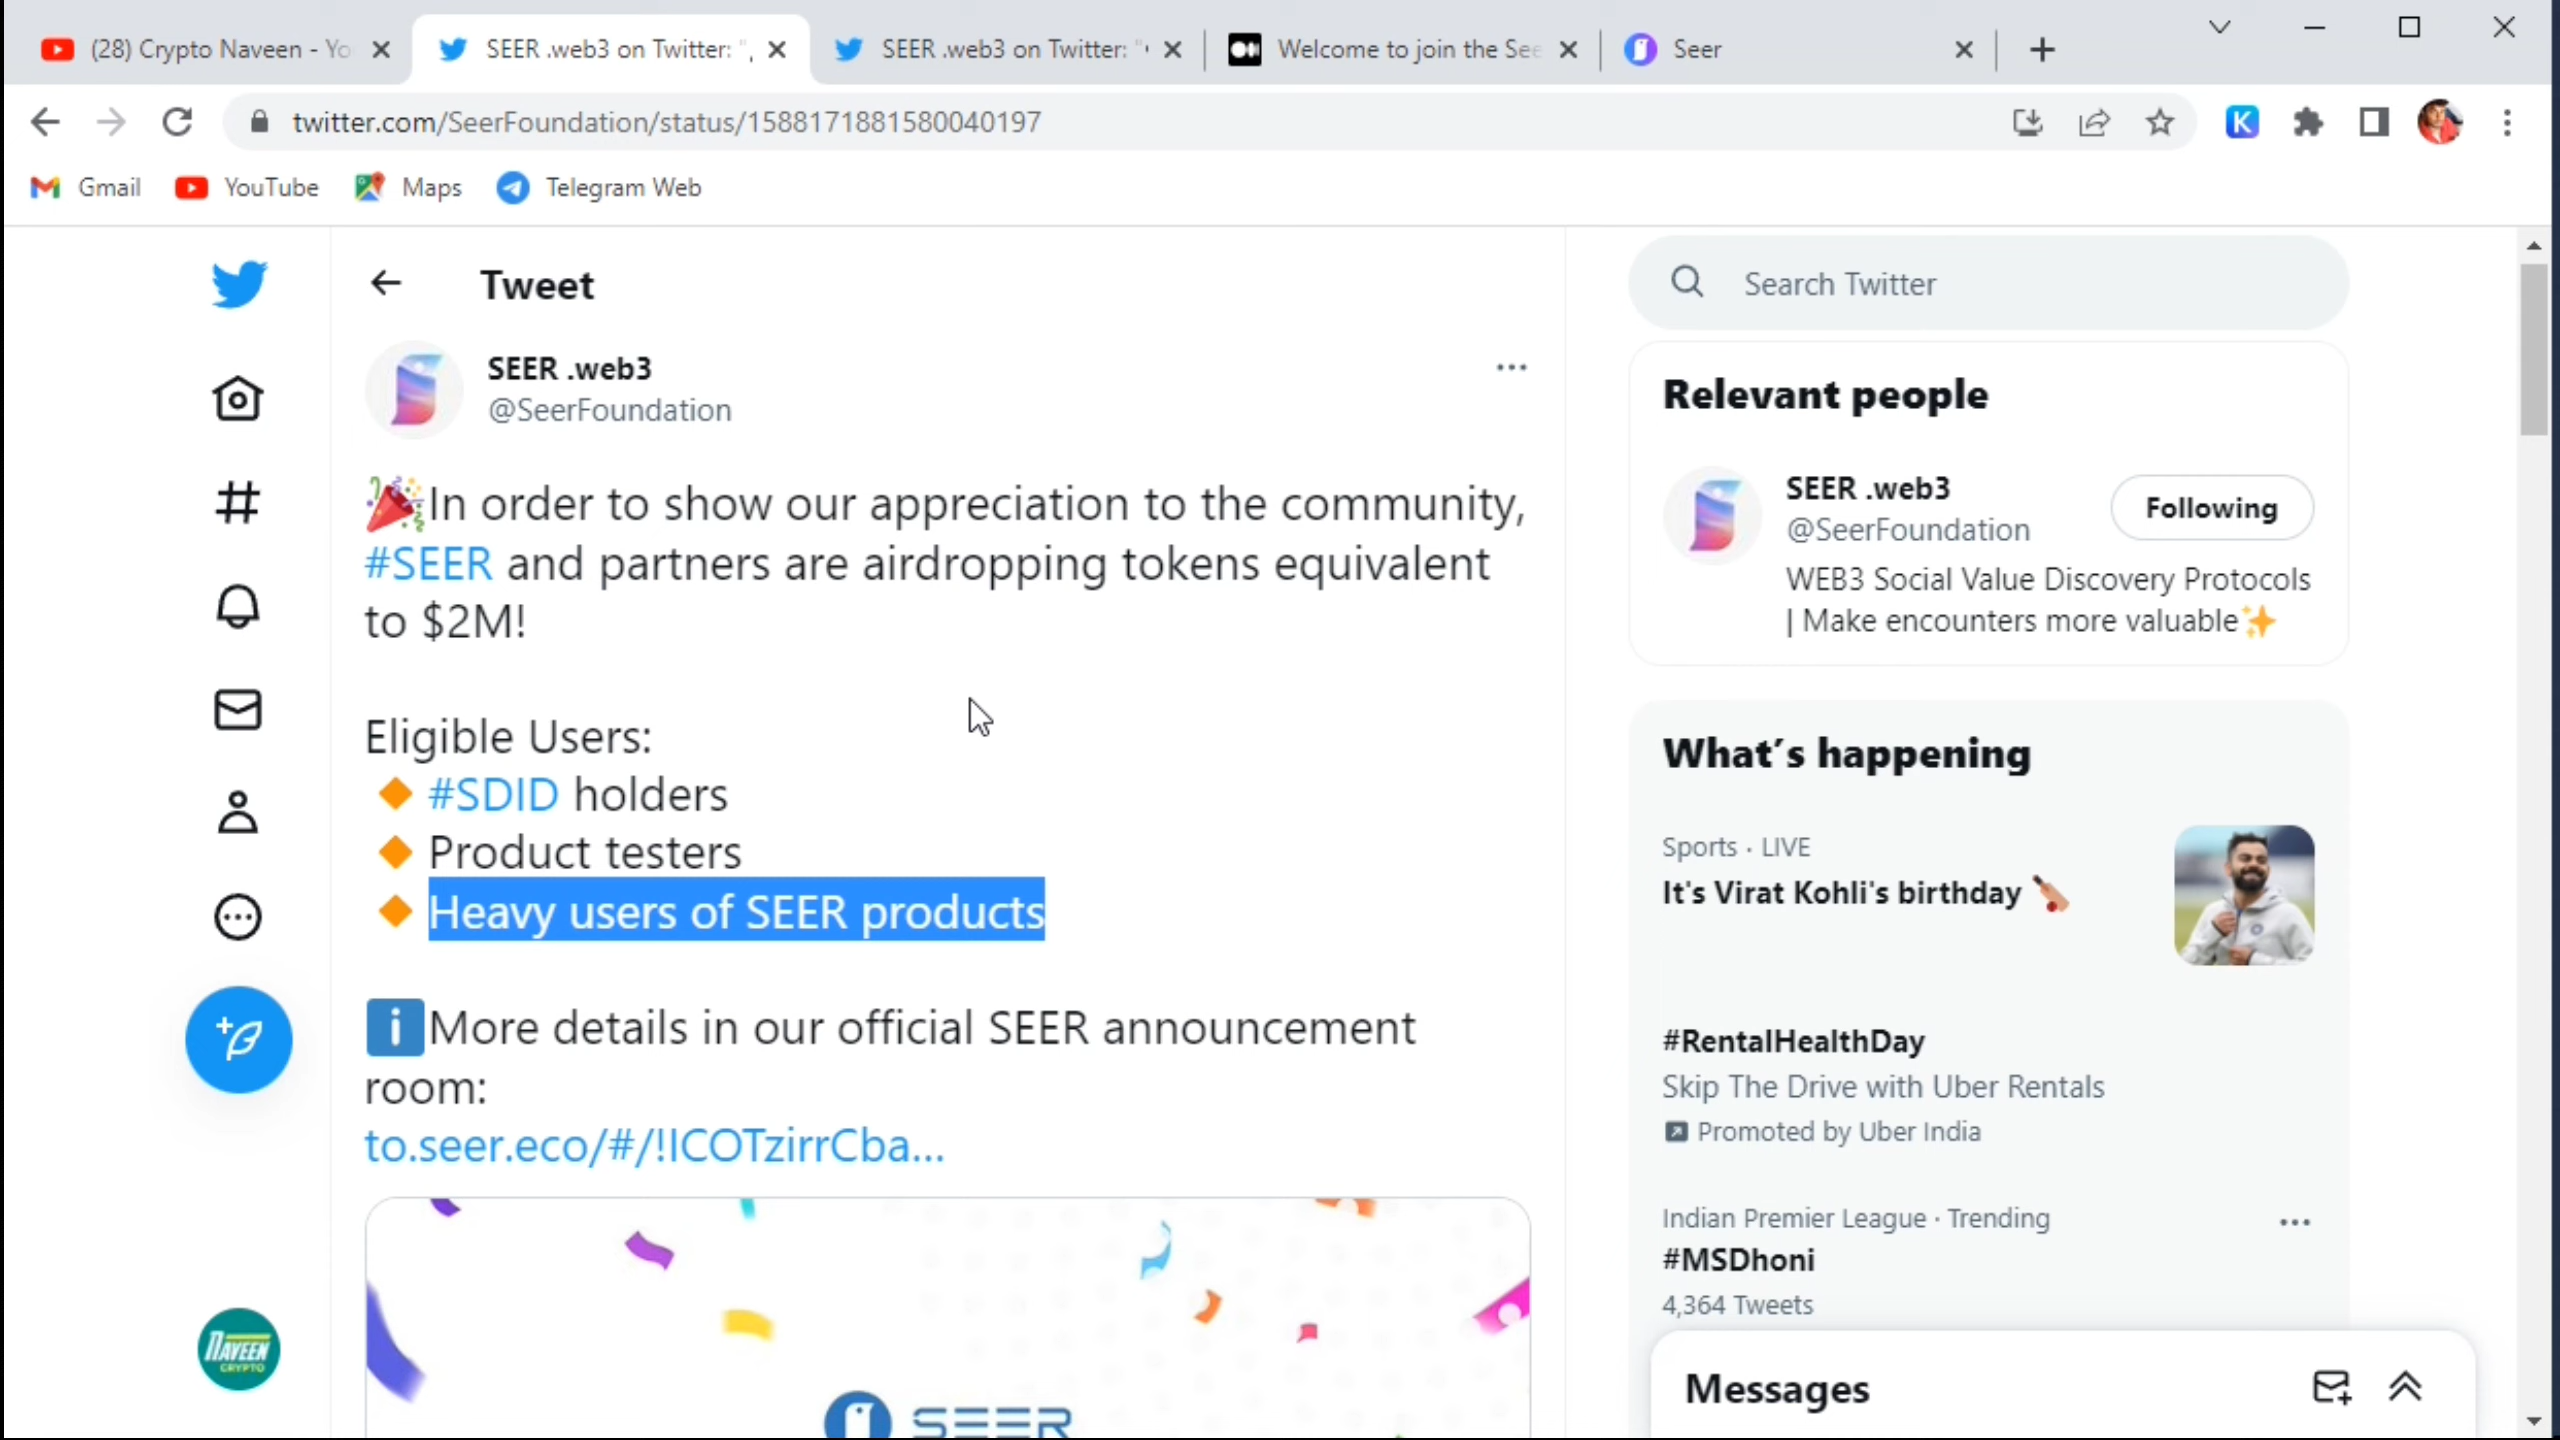 (28) Crypto Naveen - Yo
SEER .web3 on Twitter: "
SEER .web3 on Twitter: "
Welcome to join the See
Seer
twitter.com/SeerFoundation/status/1588171881580040197
K
Gmail
YouTube
Maps
Telegram Web
Tweet
SEER .web3
@SeerFoundation
In order to show our appreciation to the community,
#SEER and partners are airdropping tokens equivalent
to $2M!
Eligible Users:
#SDID holders
Product testers
Heavy users of SEER products
More details in our official SEER announcement
room:
to.seer.eco/#/!ICOTzirrCba...
SEER
NAVEEN
CRYPTO
Search Twitter
Relevant people
SEER .web3
@SeerFoundation
Following
WEB3 Social Value Discovery Protocols
| Make encounters more valuable✨
What's happening
Sports · LIVE
It's Virat Kohli's birthday
#RentalHealthDay
Skip The Drive with Uber Rentals
Promoted by Uber India
Indian Premier League · Trending
#MSDhoni
4,364 Tweets
Messages